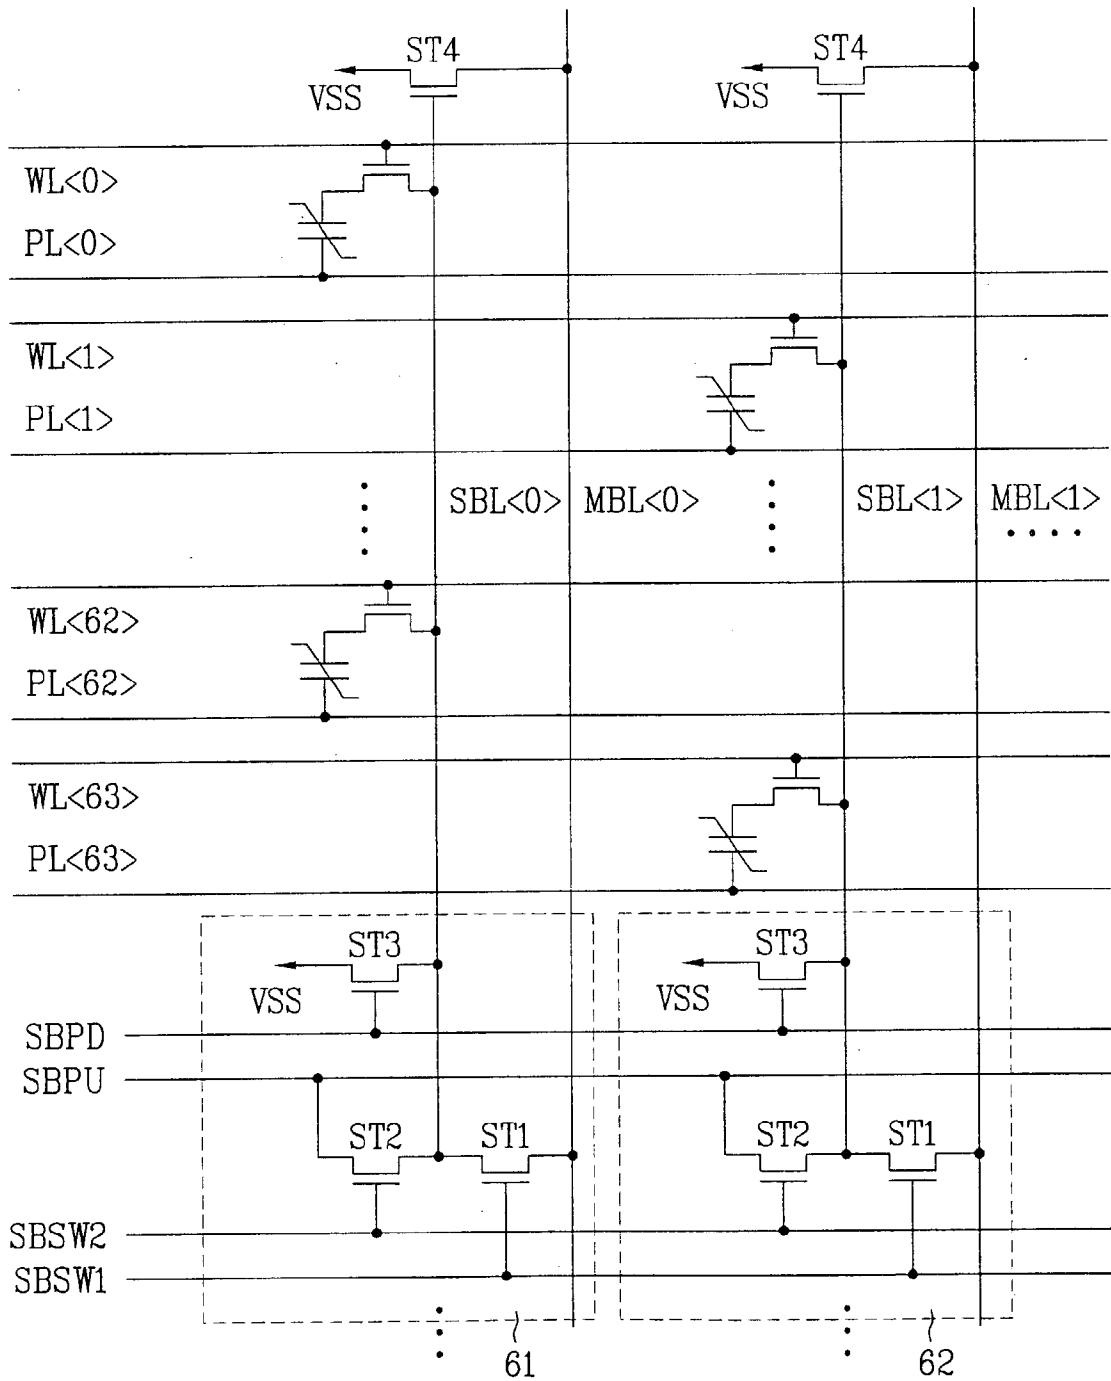 ST4 ST4
VSS VSS
WL<0>
PL<0>
WL<1>
PL<1>
SBL<0> MBL<0> SBL<1> MBL<1>
WL<62>
PL<62>
WL<63>
PL<63>
ST3 ST3
VSS VSS
SBPD
SBPU
ST2 ST1 ST2 ST1
SBSW2
SBSW1
61 62